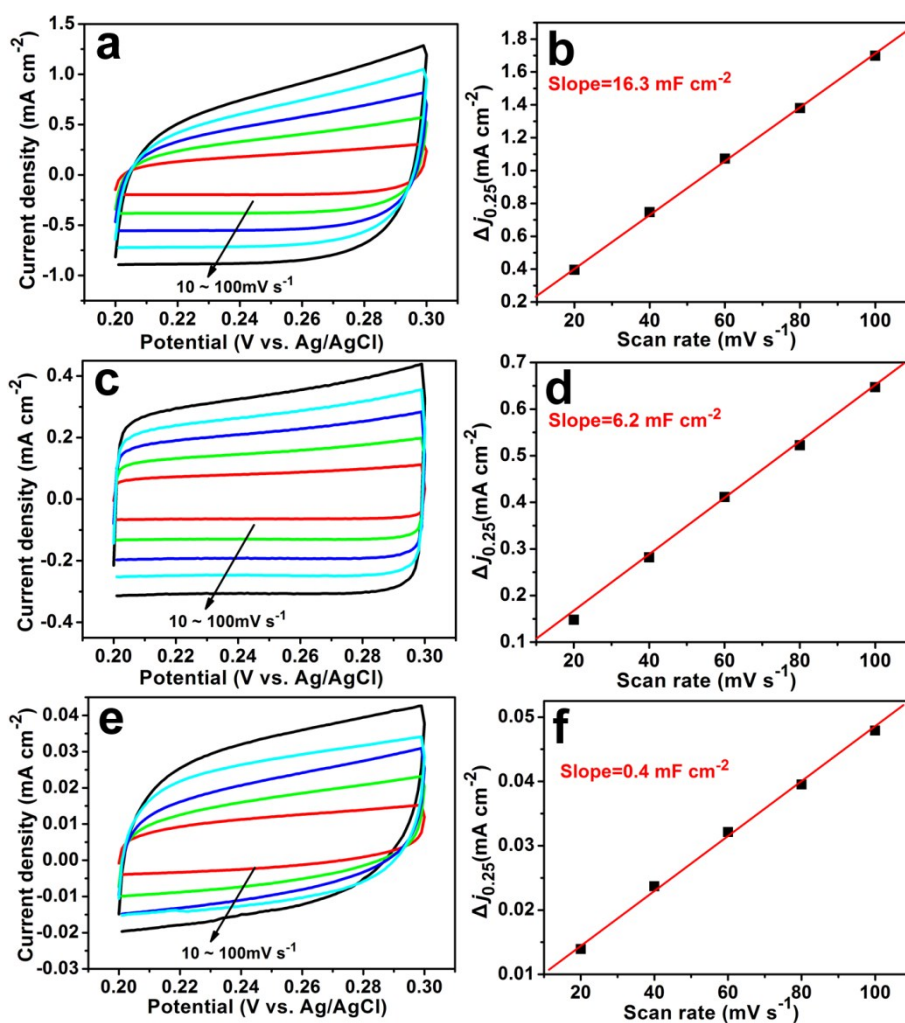 a
Current density (mA cm⁻²)
1.5
1.0
0.5
0.0
-0.5
-1.0
10 ~ 100mV s⁻¹
0.20 0.22 0.24 0.26 0.28 0.30
Potential (V vs. Ag/AgCl)
b
Δj0.25(mA cm⁻²)
1.8
1.6
1.4
1.2
1.0
0.8
0.6
0.4
0.2
Slope=16.3 mF cm⁻²
20 40 60 80 100
Scan rate (mV s⁻¹)
c
Current density (mA cm⁻²)
0.4
0.2
0.0
-0.2
-0.4
10 ~ 100mV s⁻¹
0.20 0.22 0.24 0.26 0.28 0.30
Potential (V vs. Ag/AgCl)
d
Δj0.25(mA cm⁻²)
0.7
0.6
0.5
0.4
0.3
0.2
0.1
Slope=6.2 mF cm⁻²
20 40 60 80 100
Scan rate (mV s⁻¹)
e
Current density (mA cm⁻²)
0.04
0.03
0.02
0.01
0.00
-0.01
-0.02
-0.03
10 ~ 100mV s⁻¹
0.20 0.22 0.24 0.26 0.28 0.30
Potential (V vs. Ag/AgCl)
f
Δj0.25(mA cm⁻²)
0.05
0.04
0.03
0.02
0.01
Slope=0.4 mF cm⁻²
20 40 60 80 100
Scan rate (mV s⁻¹)